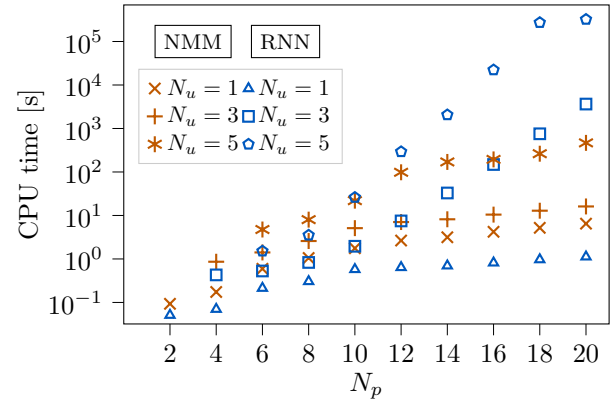 NMM RNN
N_u = 1 N_u = 1
N_u = 3 N_u = 3
N_u = 5 N_u = 5
CPU time [s]
10^5
10^4
10^3
10^2
10^1
10^0
10^{-1}
2 4 6 8 10 12 14 16 18 20
N_p